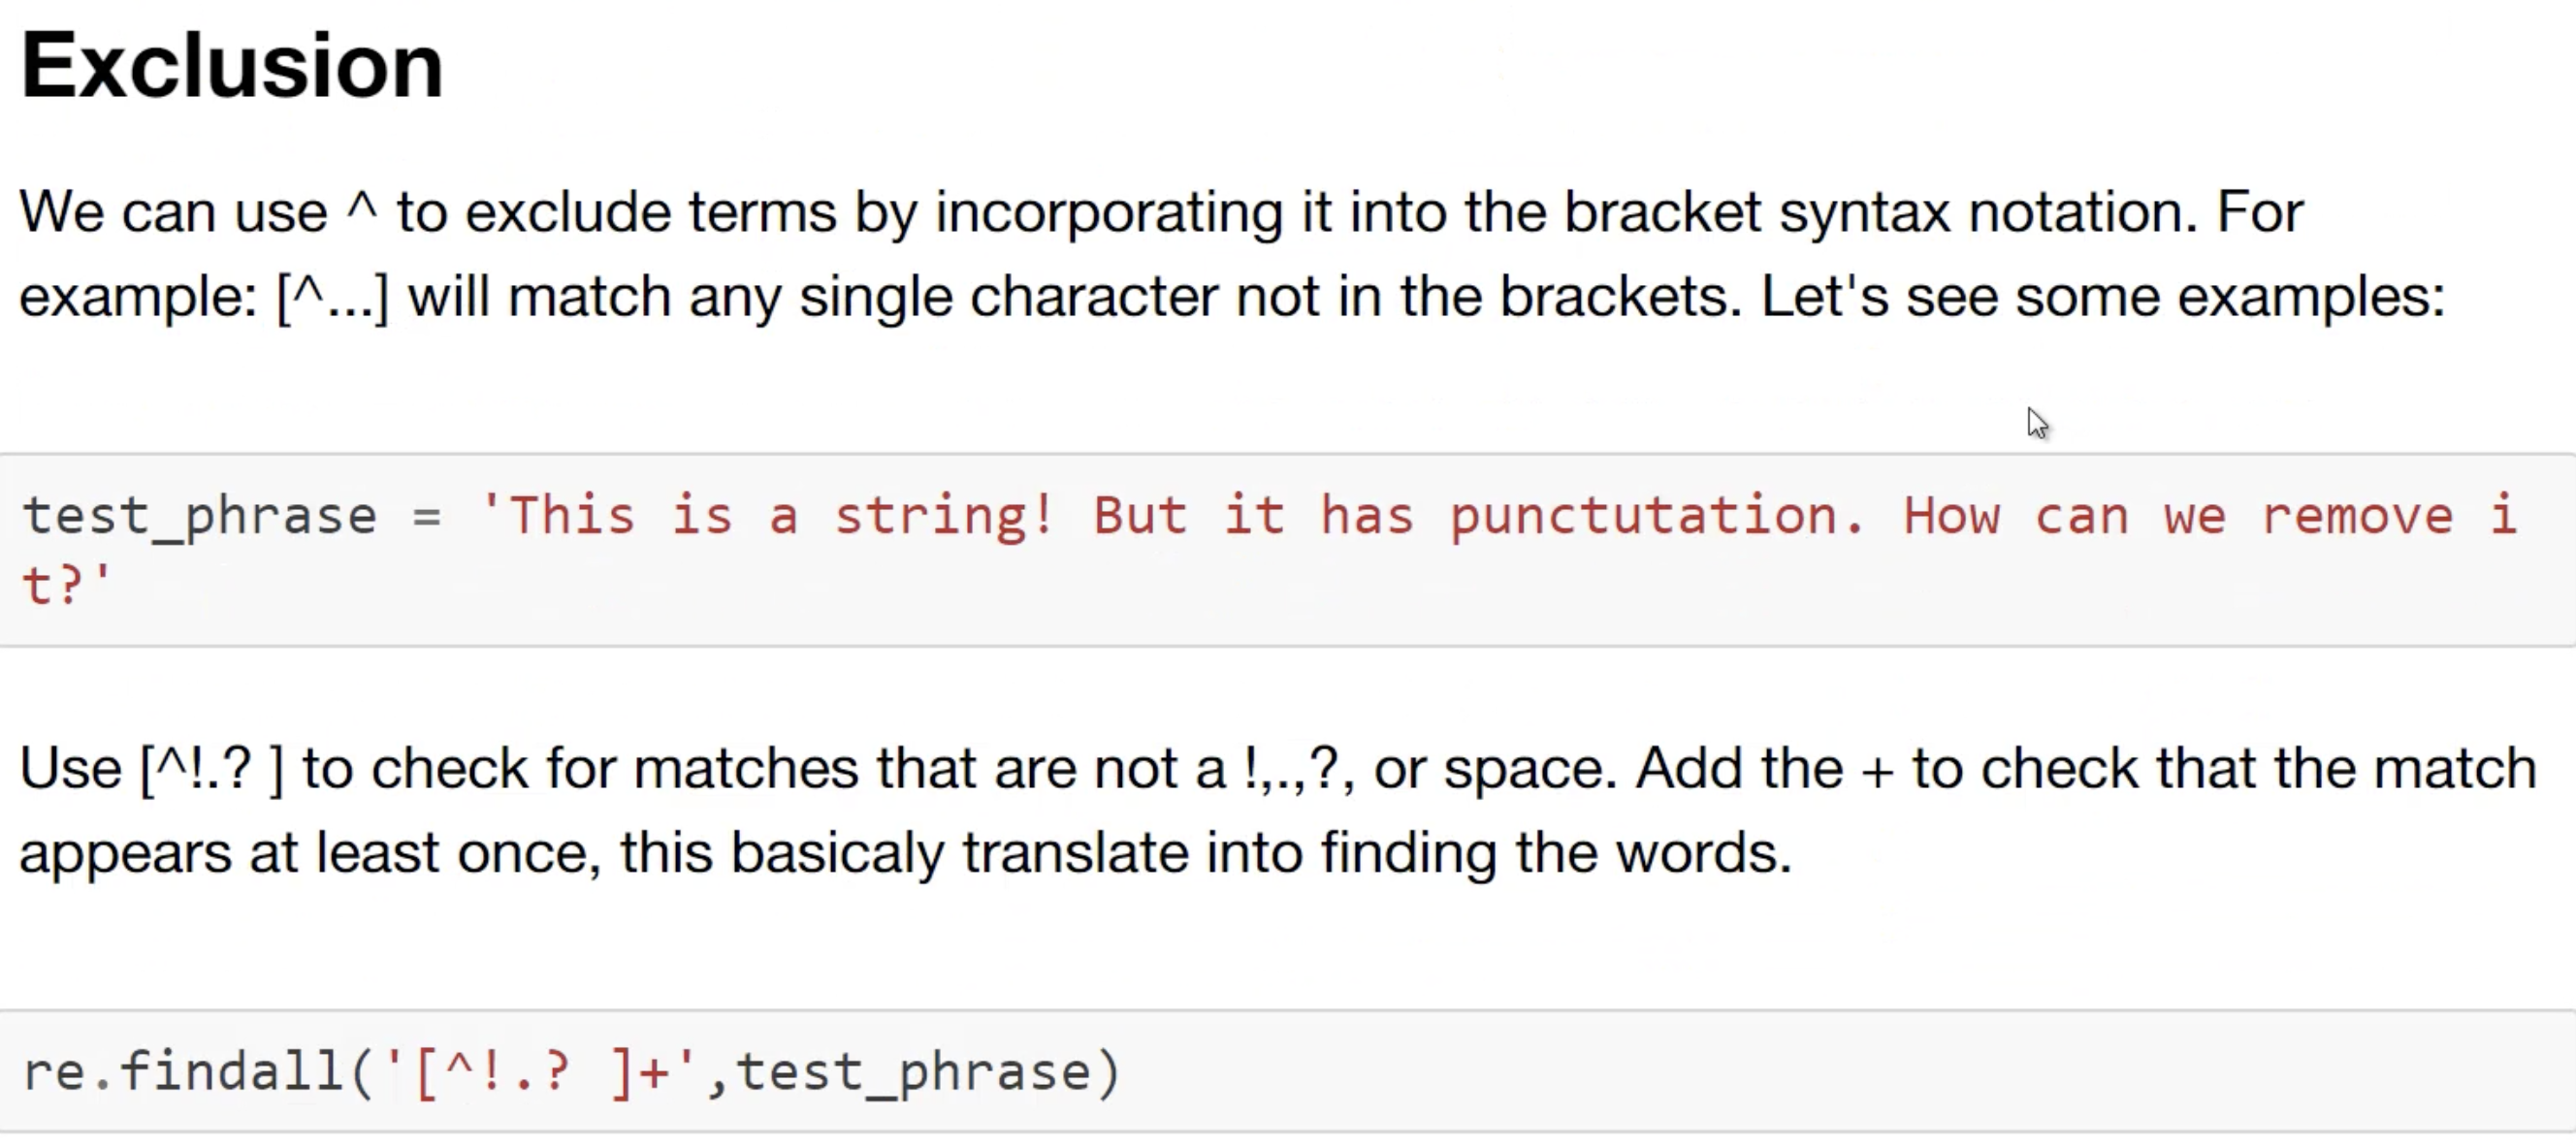 Exclusion
We can use ^ to exclude terms by incorporating it into the bracket syntax notation. For
example: [^...] will match any single character not in the brackets. Let's see some examples:
test_phrase = 'This is a string! But it has punctutation. How can we remove i
t?'
Use [^!.? ] to check for matches that are not a !,.,?, or space. Add the + to check that the match
appears at least once, this basicaly translate into finding the words.
re.findall('[^!.? ]+',test_phrase)